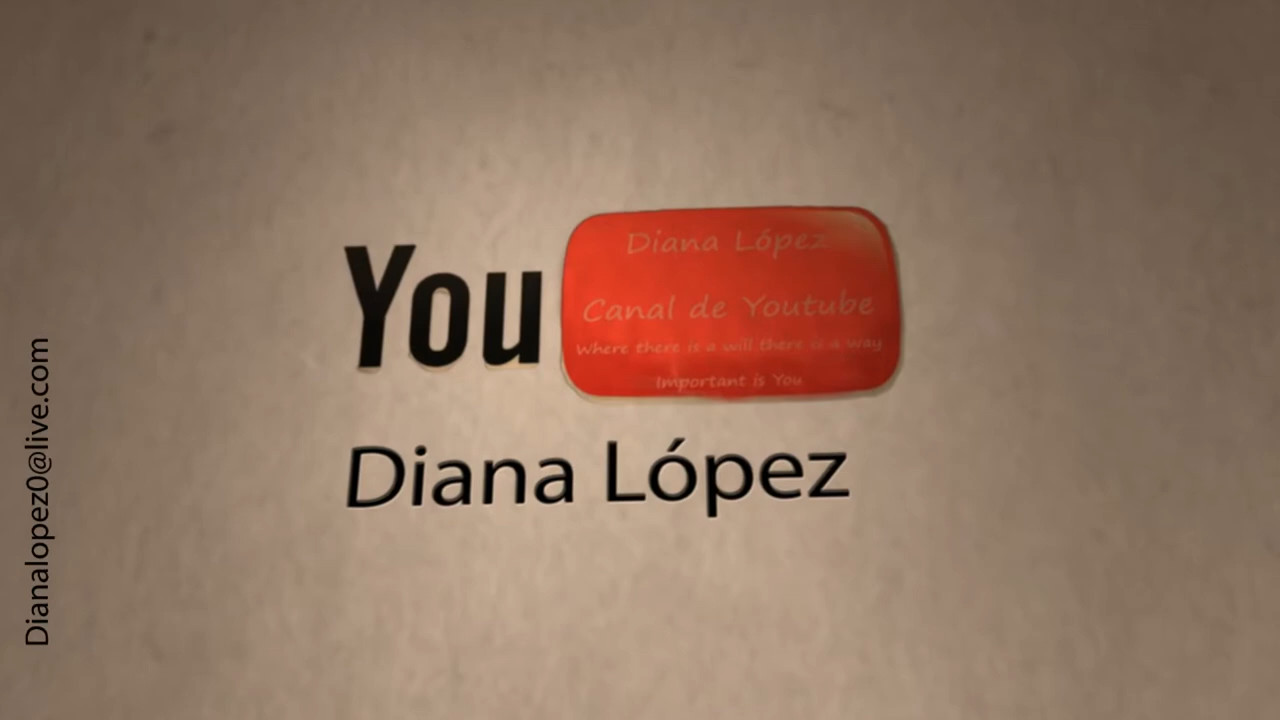 You
Diana López
Canal de Youtube
Where there is a will there is a way
Important is You
Diana López
Dianalopez0@live.com